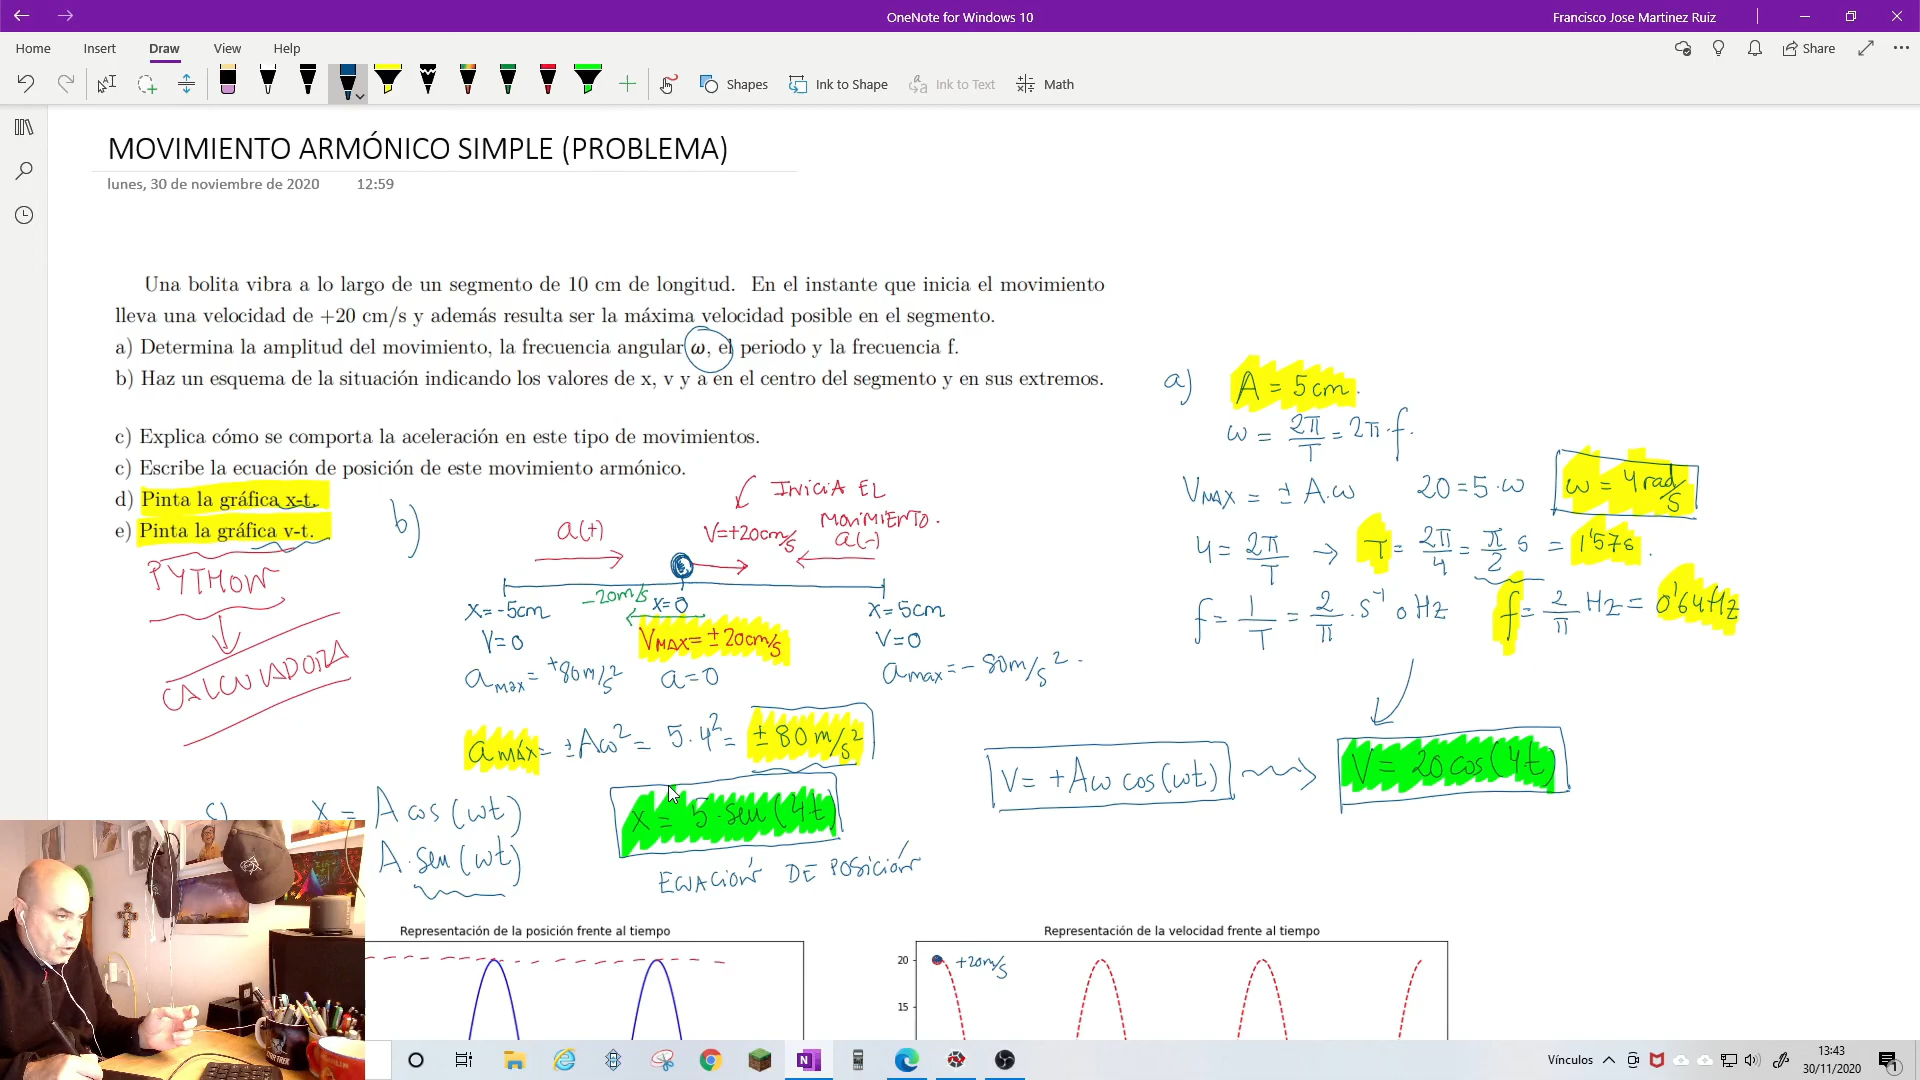 OneNote for Windows 10
Francisco Jose Martinez Ruiz
Home Insert Draw View Help
Share
Shapes Ink to Shape Ink to Text Math
MOVIMIENTO ARMÓNICO SIMPLE (PROBLEMA)
lunes, 30 de noviembre de 2020 12:59
Una bolita vibra a lo largo de un segmento de 10 cm de longitud. En el instante que inicia el movimiento
lleva una velocidad de +20 cm/s y además resulta ser la máxima velocidad posible en el segmento.
a) Determina la amplitud del movimiento, la frecuencia angular ω, el periodo y la frecuencia f.
b) Haz un esquema de la situación indicando los valores de x, v y a en el centro del segmento y en sus extremos.
c) Explica cómo se comporta la aceleración en este tipo de movimientos.
c) Escribe la ecuación de posición de este movimiento armónico.
d) Pinta la gráfica x-t.
e) Pinta la gráfica v-t.
PYTHON
CALCULADORA
a) A = 5cm.
ω = 2π/T = 2π·f.
VMAX = ± A.ω 20 = 5·ω ω = 4 rad/s
4 = 2π/T → T = 2π/4 = π/2 s = 1'57s.
f = 1/T = 2/π · s⁻¹ o Hz f = 2/π Hz = 0'64Hz
b)
INICIA EL
MOVIMIENTO.
a(+) V=+20cm/s a(-)
-20m/s
x=-5cm x=0 x=5cm
V=0 VMAX=±20cm/s V=0
amax=+80m/s² a=0 amax=-80m/s².
amáx = ±Aω² = 5·4² = ±80m/s²
V = +Aω cos(ωt) V = 20cos(4t)
c) x = A cos(ωt)
A·sen(ωt)
x = 5·sen(4t)
ECUACIÓN DE POSICIÓN
Representación de la posición frente al tiempo
Representación de la velocidad frente al tiempo
20
+20m/s
15
STAR TREK
Vínculos
13:43
30/11/2020
1